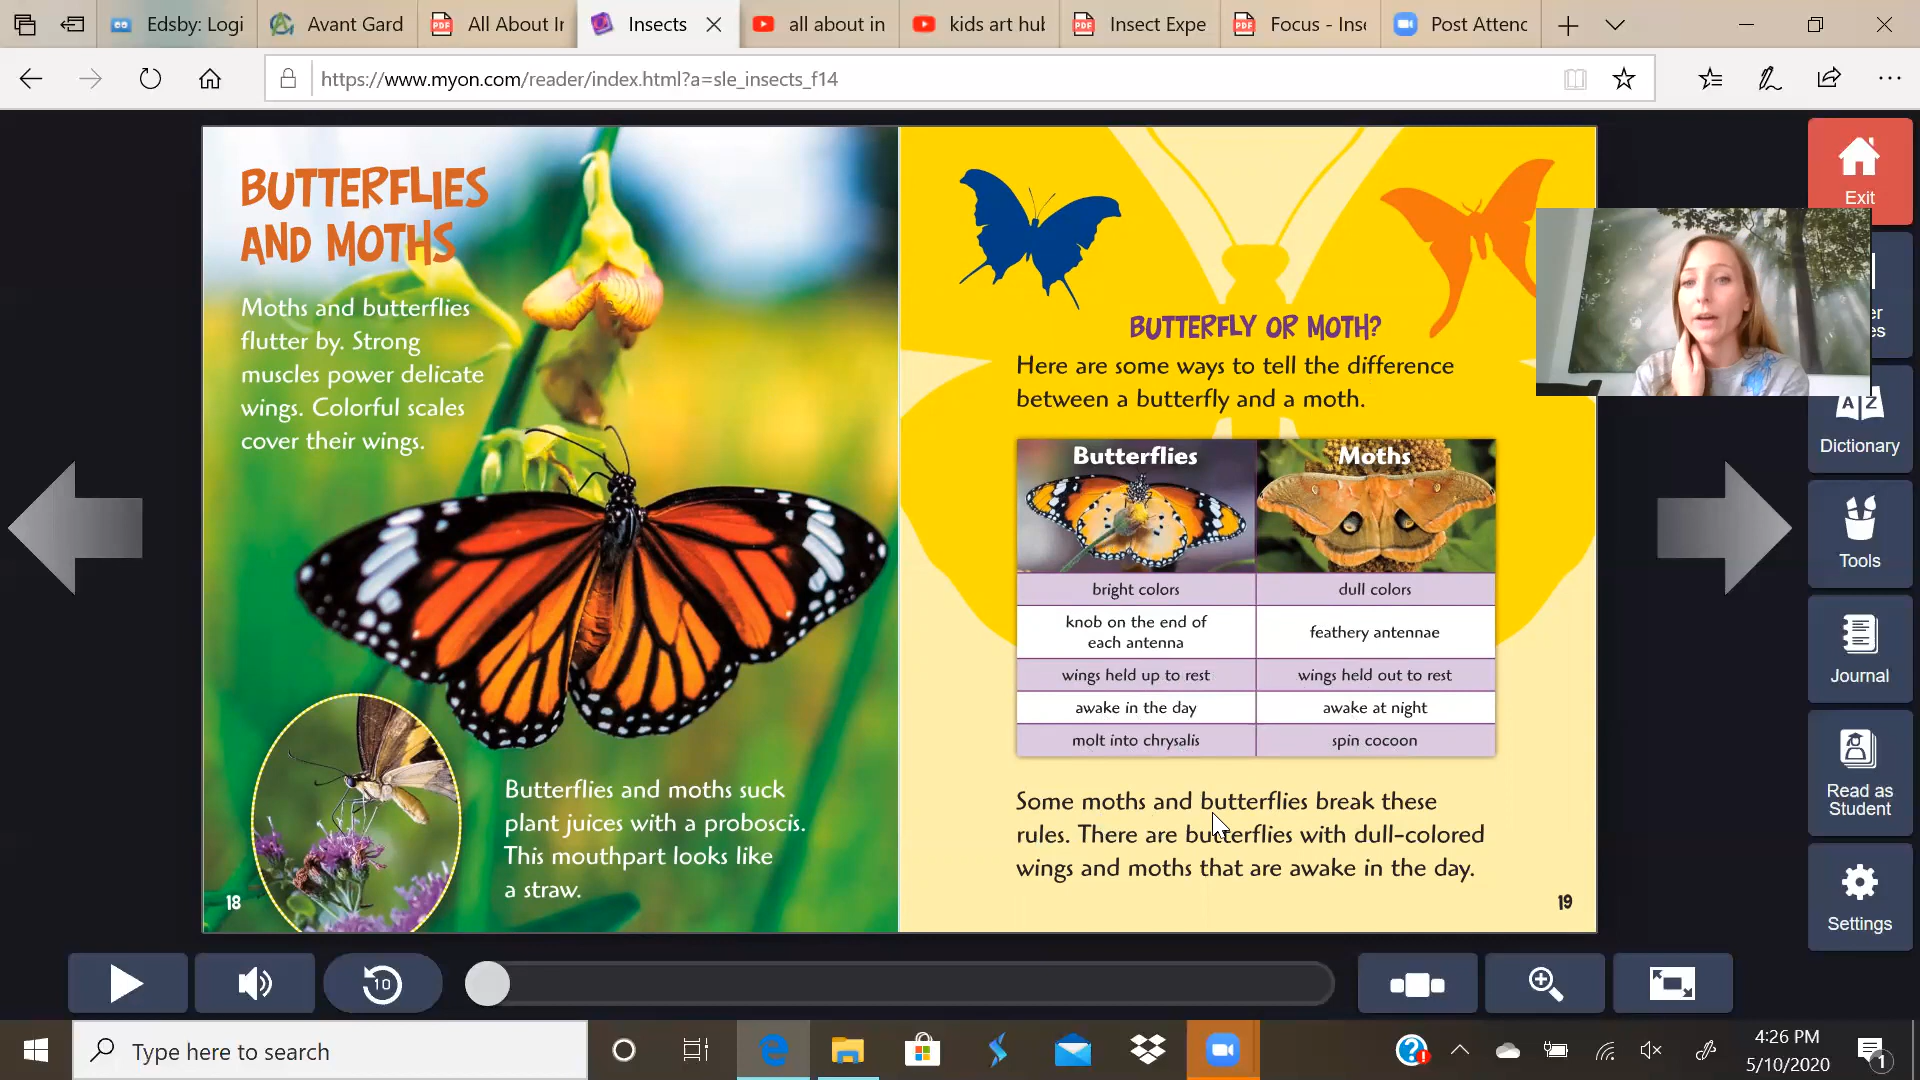 Edsby: Logi
Avant Gard
All About Ir
Insects
all about in
kids art hub
Insect Expe
Focus - Inse
Post Attenc
https://www.myon.com/reader/index.html?a=sle_insects_f14
BUTTERFLIES
AND MOTHS
Moths and butterflies
flutter by. Strong
muscles power delicate
wings. Colorful scales
cover their wings.
Butterflies and moths suck
plant juices with a proboscis.
This mouthpart looks like
a straw.
18
BUTTERFLY OR MOTH?
Here are some ways to tell the difference
between a butterfly and a moth.
Butterflies Moths
bright colors dull colors
knob on the end of
each antenna
feathery antennae
wings held up to rest wings held out to rest
awake in the day awake at night
molt into chrysalis spin cocoon
Some moths and butterflies break these
rules. There are butterflies with dull-colored
wings and moths that are awake in the day.
19
Exit
er
es
A|Z
Dictionary
Tools
Journal
Read as
Student
Settings
10
Type here to search
4:26 PM
5/10/2020
1